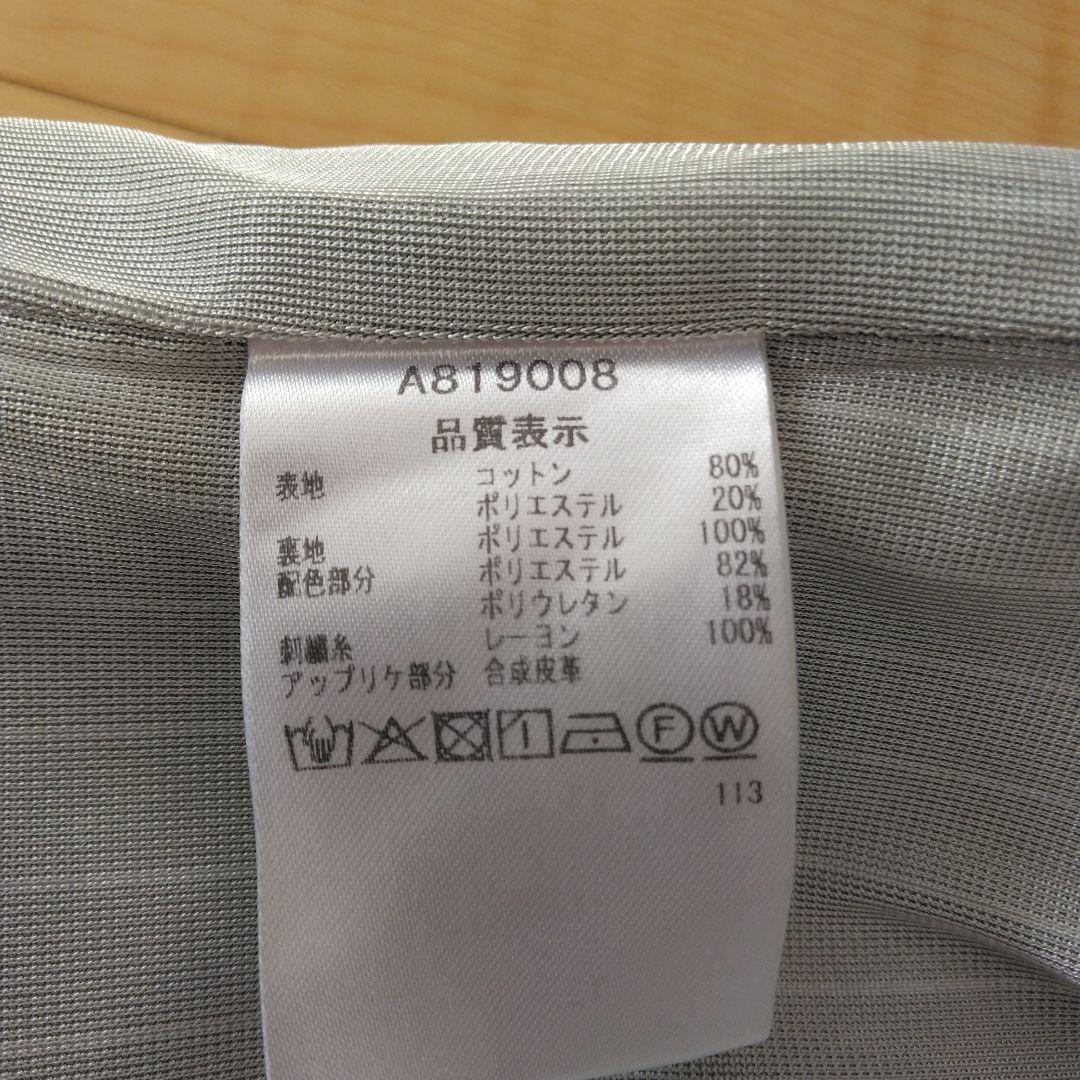 A819008
品質表示
表地 コットン 80%
ポリエステル 20%
裏地 ポリエステル 100%
配色部分 ポリエステル 82%
ポリウレタン 18%
刺繍糸 レーヨン 100%
アップリケ部分 合成皮革
F W
113